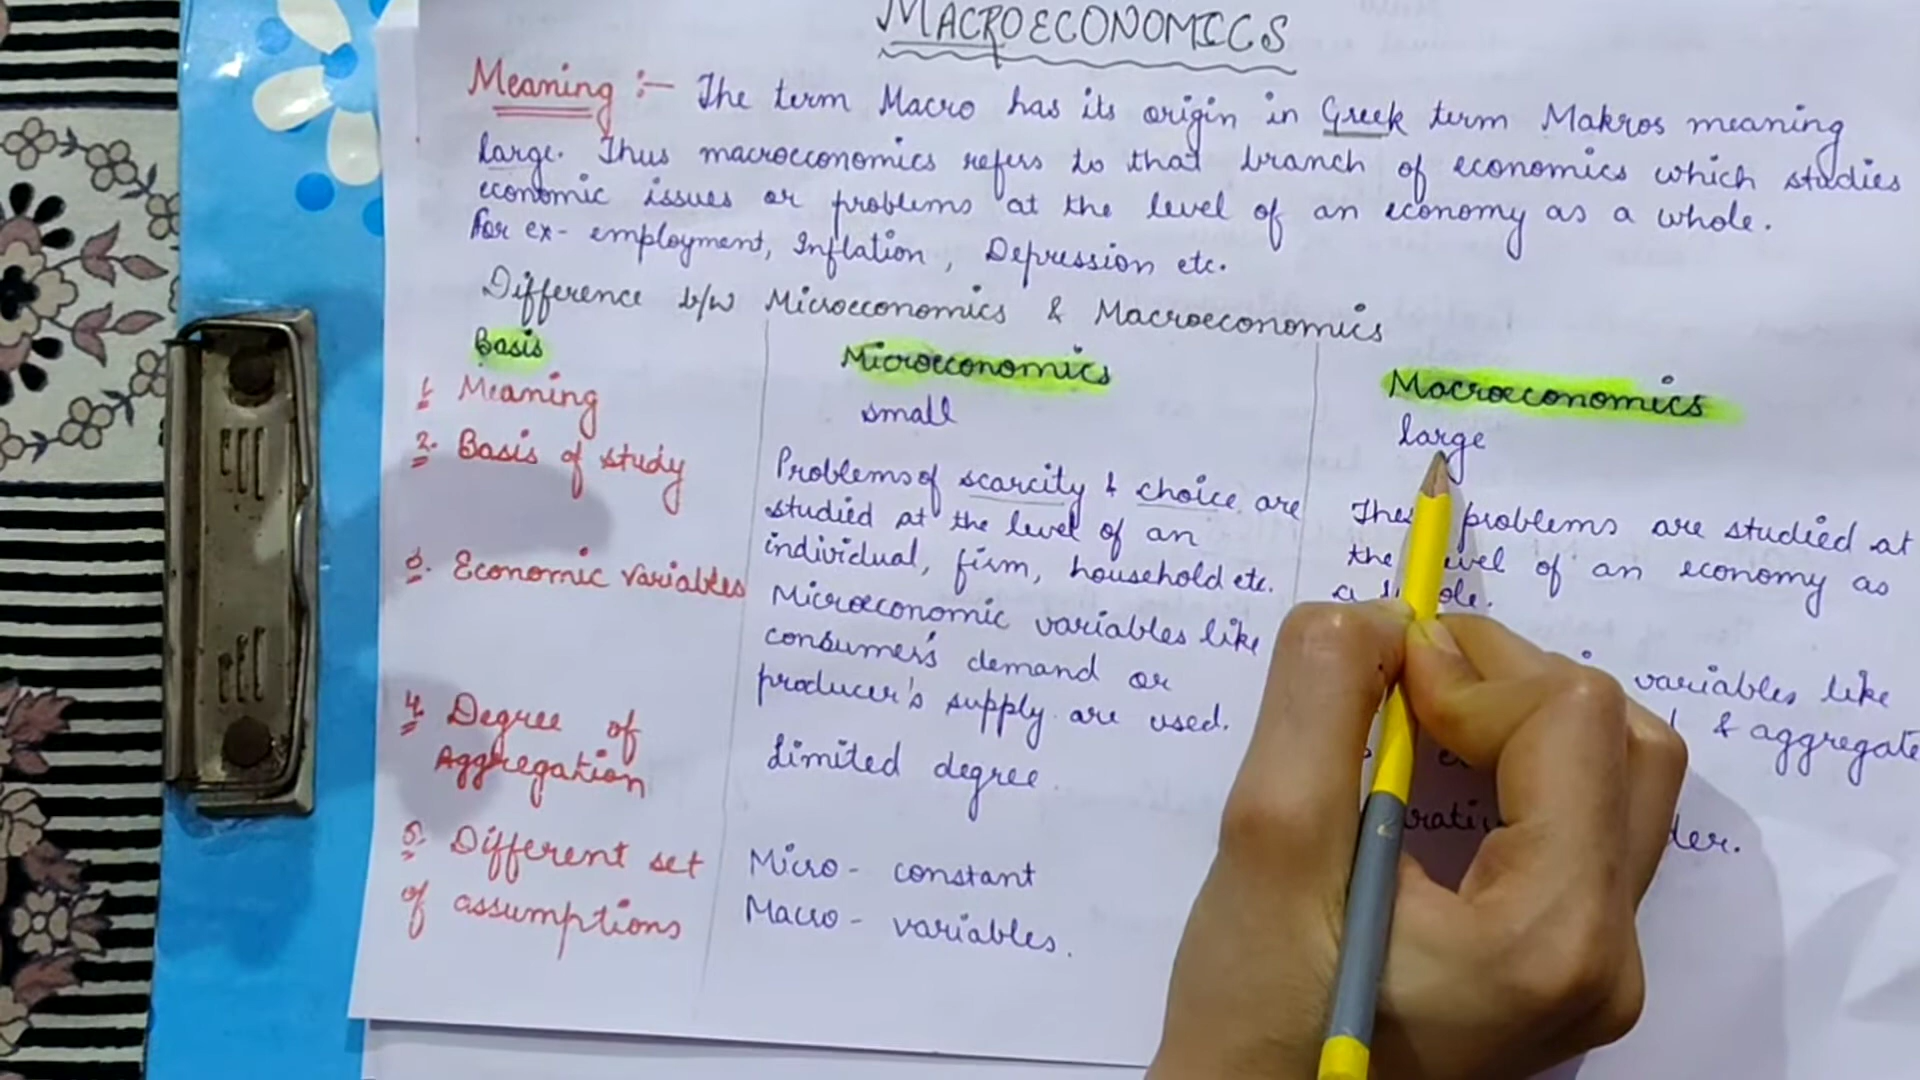 MACROECONOMICS
Meaning :- The term Macro has its origin in Greek term Makros meaning
large. Thus macroeconomics refers to that branch of economics which studies
economic issues or problems at the level of an economy as a whole.
For ex- employment, Inflation, Depression etc.
Difference b/w Microeconomics & Macroeconomics
Basis
Microeconomics
Macroeconomics
1. Meaning
small
large
2. Basis of study
Problems of scarcity & choice are
studied at the level of an
individual, firm, household etc.
problems are studied at
the level of an economy as
a
3. Economic variables
Microeconomic variables like
consumer's demand or
producer's supply are used.
variables like
& aggregate
4. Degree of
Aggregation
Limited degree.
5. Different set
of assumptions
Micro - constant
Macro - variables.